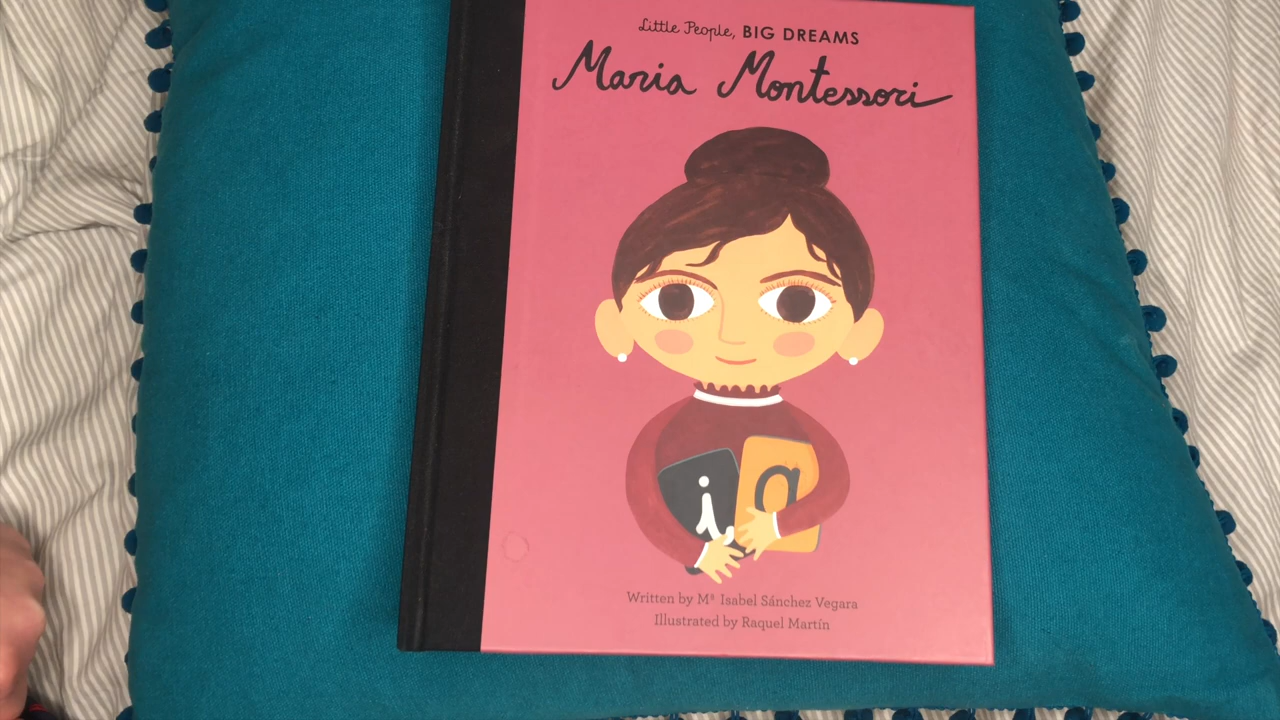 Little People, BIG DREAMS
Maria Montessori
i a
Written by Mª Isabel Sánchez Vegara
Illustrated by Raquel Martín